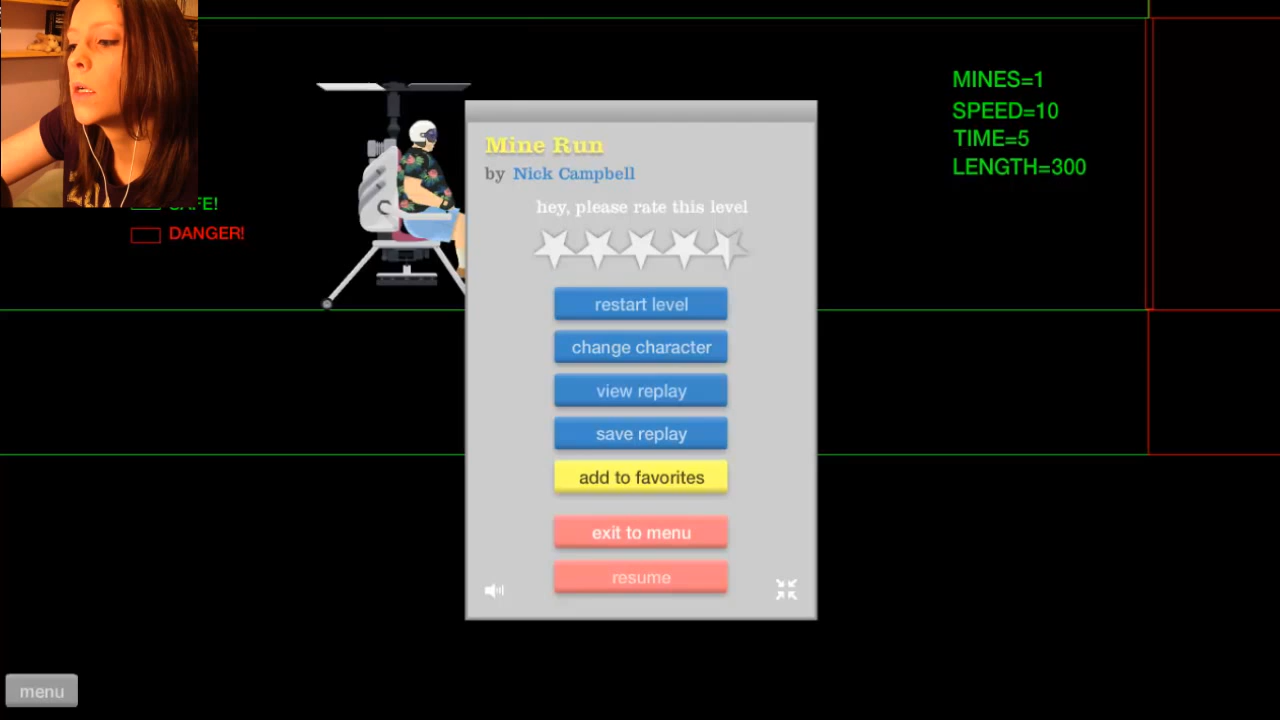 MINES=1
SPEED=10
TIME=5
LENGTH=300
SAFE!
DANGER!
Mine Run
by Nick Campbell
hey, please rate this level
restart level
change character
view replay
save replay
add to favorites
exit to menu
resume
menu